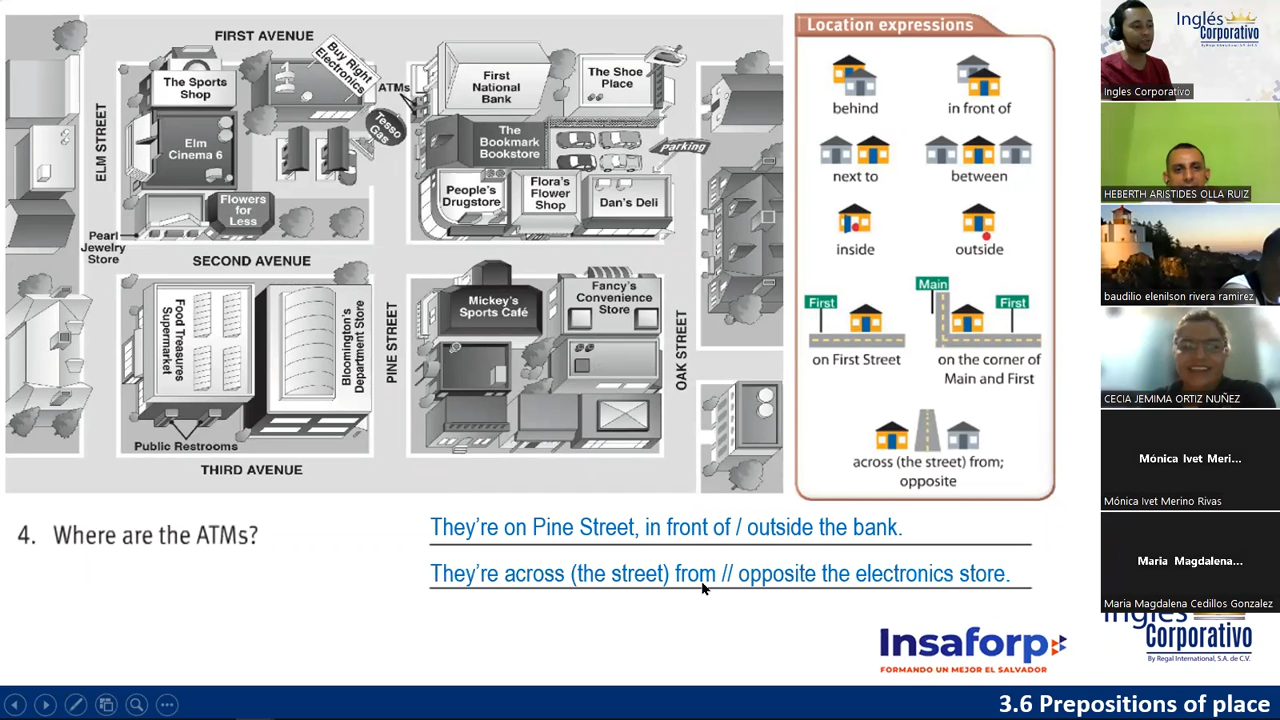 FIRST AVENUE
The Sports
Shop
Buy Right
Electronics
ATMs
First
National
Bank
The Shoe
Place
ELM STREET
Elm
Cinema 6
Tesso
Gas
The
Bookmark
Bookstore
parking
People's
Drugstore
Flora's
Flower
Shop
Dan's Deli
Flowers
for
Less
Pearl
Jewelry
Store
SECOND AVENUE
Food Treasures
Supermarket
Bloomington's
Department Store
PINE STREET
Mickey's
Sports Café
Fancy's
Convenience
Store
OAK STREET
Public Restrooms
THIRD AVENUE
Location expressions
behind
in front of
next to
between
inside
outside
First
Main
First
on First Street
on the corner of
Main and First
across (the street) from;
opposite
4. Where are the ATMs?
They're on Pine Street, in front of / outside the bank.
They're across (the street) from // opposite the electronics store.
Insaforp
FORMANDO UN MEJOR EL SALVADOR
Inglés
Corporativo
By Regal International, S.A. de C.V.
3.6 Prepositions of place
Inglés
Corporativo
By Regal International, S.A. de C.V.
Ingles Corporativo
HEBERTH ARISTIDES OLLA RUIZ
baudilio elenilson rivera ramirez
CECIA JEMIMA ORTIZ NUÑEZ
Mónica Ivet Meri...
Mónica Ivet Merino Rivas
Maria Magdalena...
Maria Magdalena Cedillos Gonzalez